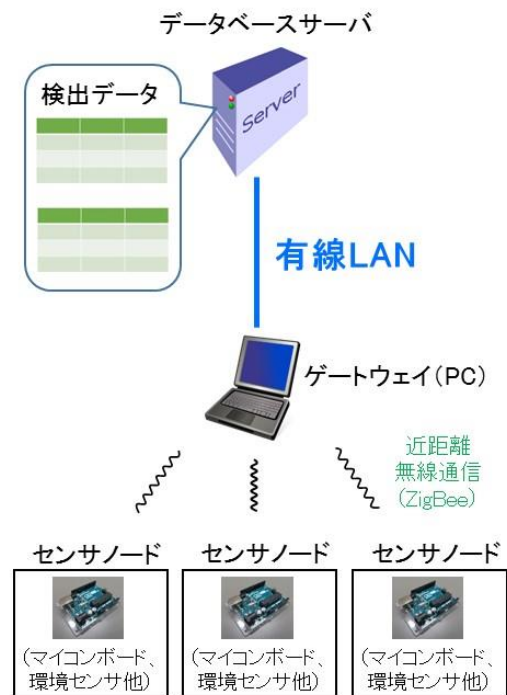 データベースサーバ
検出データ
Server
有線LAN
ゲートウェイ(PC)
近距離
無線通信
(ZigBee)
センサノード
センサノード
センサノード
(マイコンボード、
環境センサ他)
(マイコンボード、
環境センサ他)
(マイコンボード、
環境センサ他)